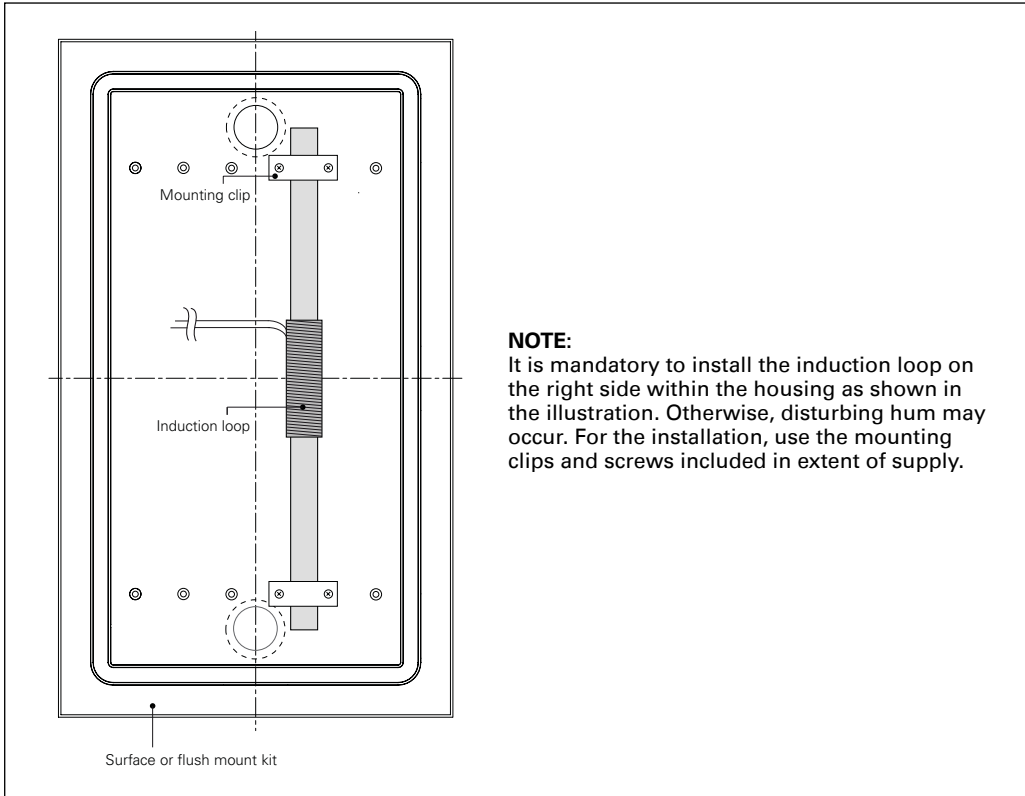 Mounting clip
Induction loop
Surface or flush mount kit
NOTE:
It is mandatory to install the induction loop on
the right side within the housing as shown in
the illustration. Otherwise, disturbing hum may
occur. For the installation, use the mounting
clips and screws included in extent of supply.